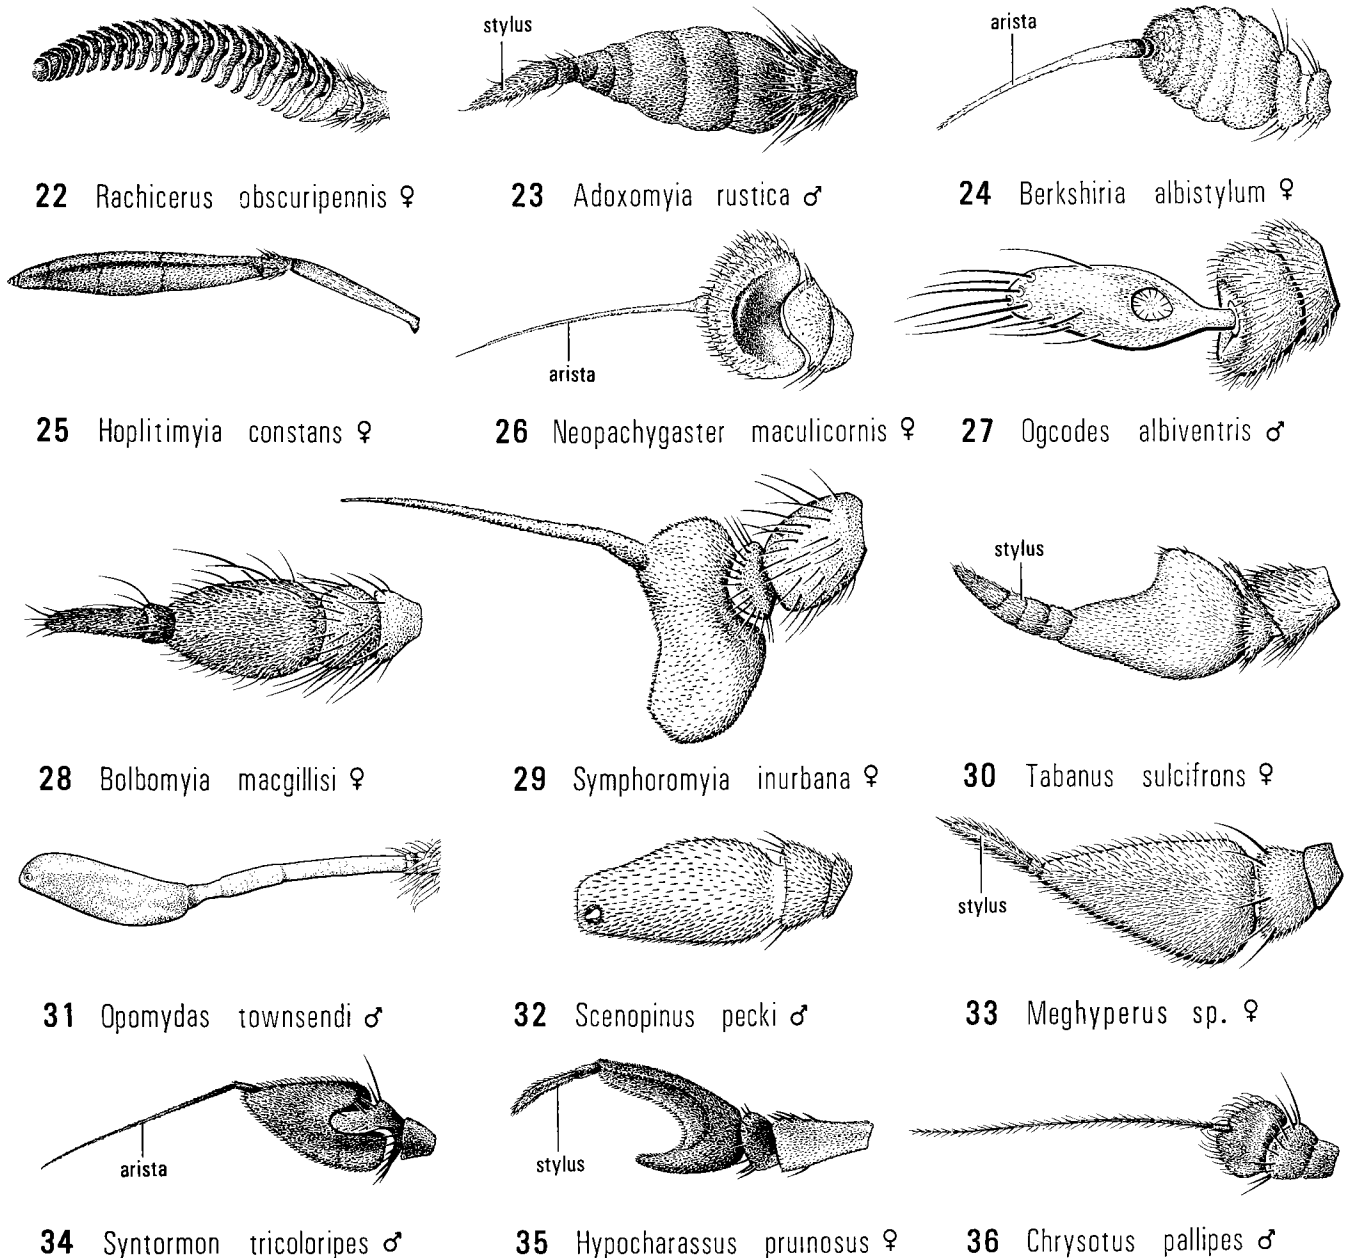 stylus
arista
22 Rachicerus obscuripennis ♀ 23 Adoxomyia rustica ♂ 24 Berkshiria albistylum ♀
arista
25 Hoplitimyia constans ♀ 26 Neopachygaster maculicornis ♀ 27 Ogcodes albiventris ♂
stylus
28 Bolbomyia macgillisi ♀ 29 Symphoromyia inurbana ♀ 30 Tabanus sulcifrons ♀
stylus
31 Opomydas townsendi ♂ 32 Scenopinus pecki ♂ 33 Meghyperus sp. ♀
arista
stylus
34 Syntormon tricoloripes ♂ 35 Hypocharassus pruinosus ♀ 36 Chrysotus pallipes ♂